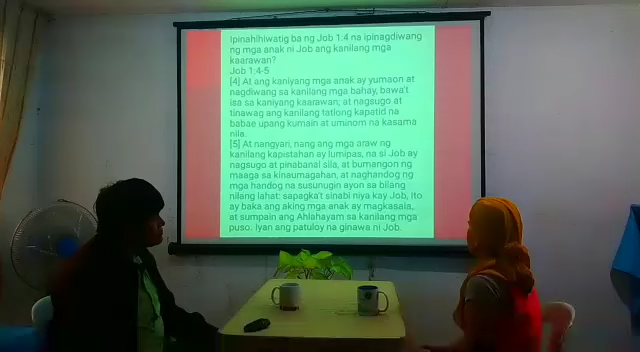 Ipinahihiwatig ba ng Job 1:4 na ipinagdiwang
ng mga anak ni Job ang kanilang mga
kaarawan?
Job 1:4-5
[4] At ang kaniyang mga anak ay yumaon at
nagdiwang sa kanilang mga bahay, bawa't
isa sa kaniyang kaarawan; at nagsugo at
tinawag ang kanilang tatlong kapatid na
babae upang kumain at uminom na kasama
nila.
[5] At nangyari, nang ang mga araw ng
kanilang kapistahan ay lumipas, na si Job ay
nagsugo at pinabanal sila, at bumangon ng
maaga sa kinaumagahan, at naghandog ng
mga handog na susunugin ayon sa bilang
nilang lahat: sapagka't sinabi niya kay Job, Ito
ay baka ang aking mga anak ay magkasala,
at sumpain ang Ahlahayam sa kanilang mga
puso. Iyan ang patuloy na ginawa ni Job.